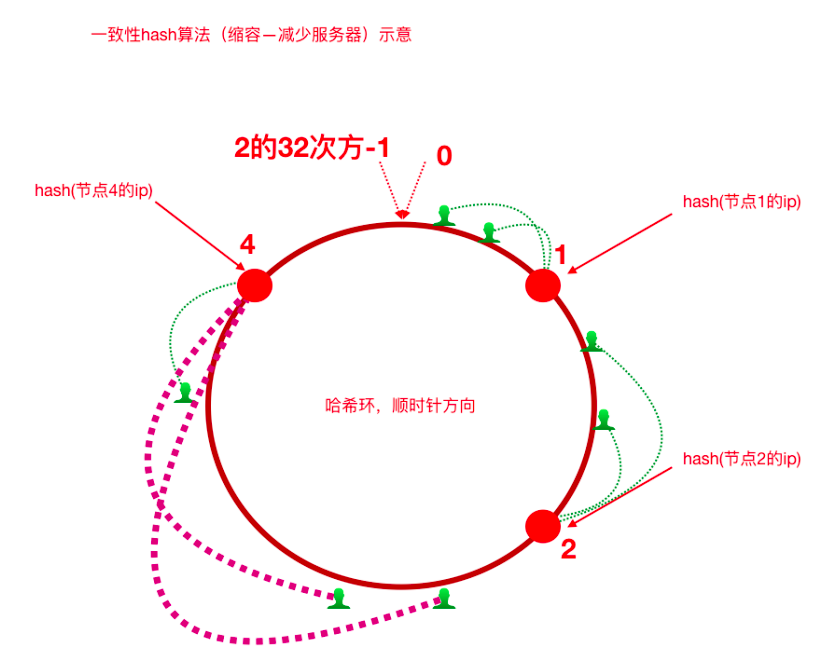 一致性hash算法（缩容—减少服务器）示意
2的32次方-1
0
hash(节点4的ip)
hash(节点1的ip)
4
1
哈希环，顺时针方向
hash(节点2的ip)
2